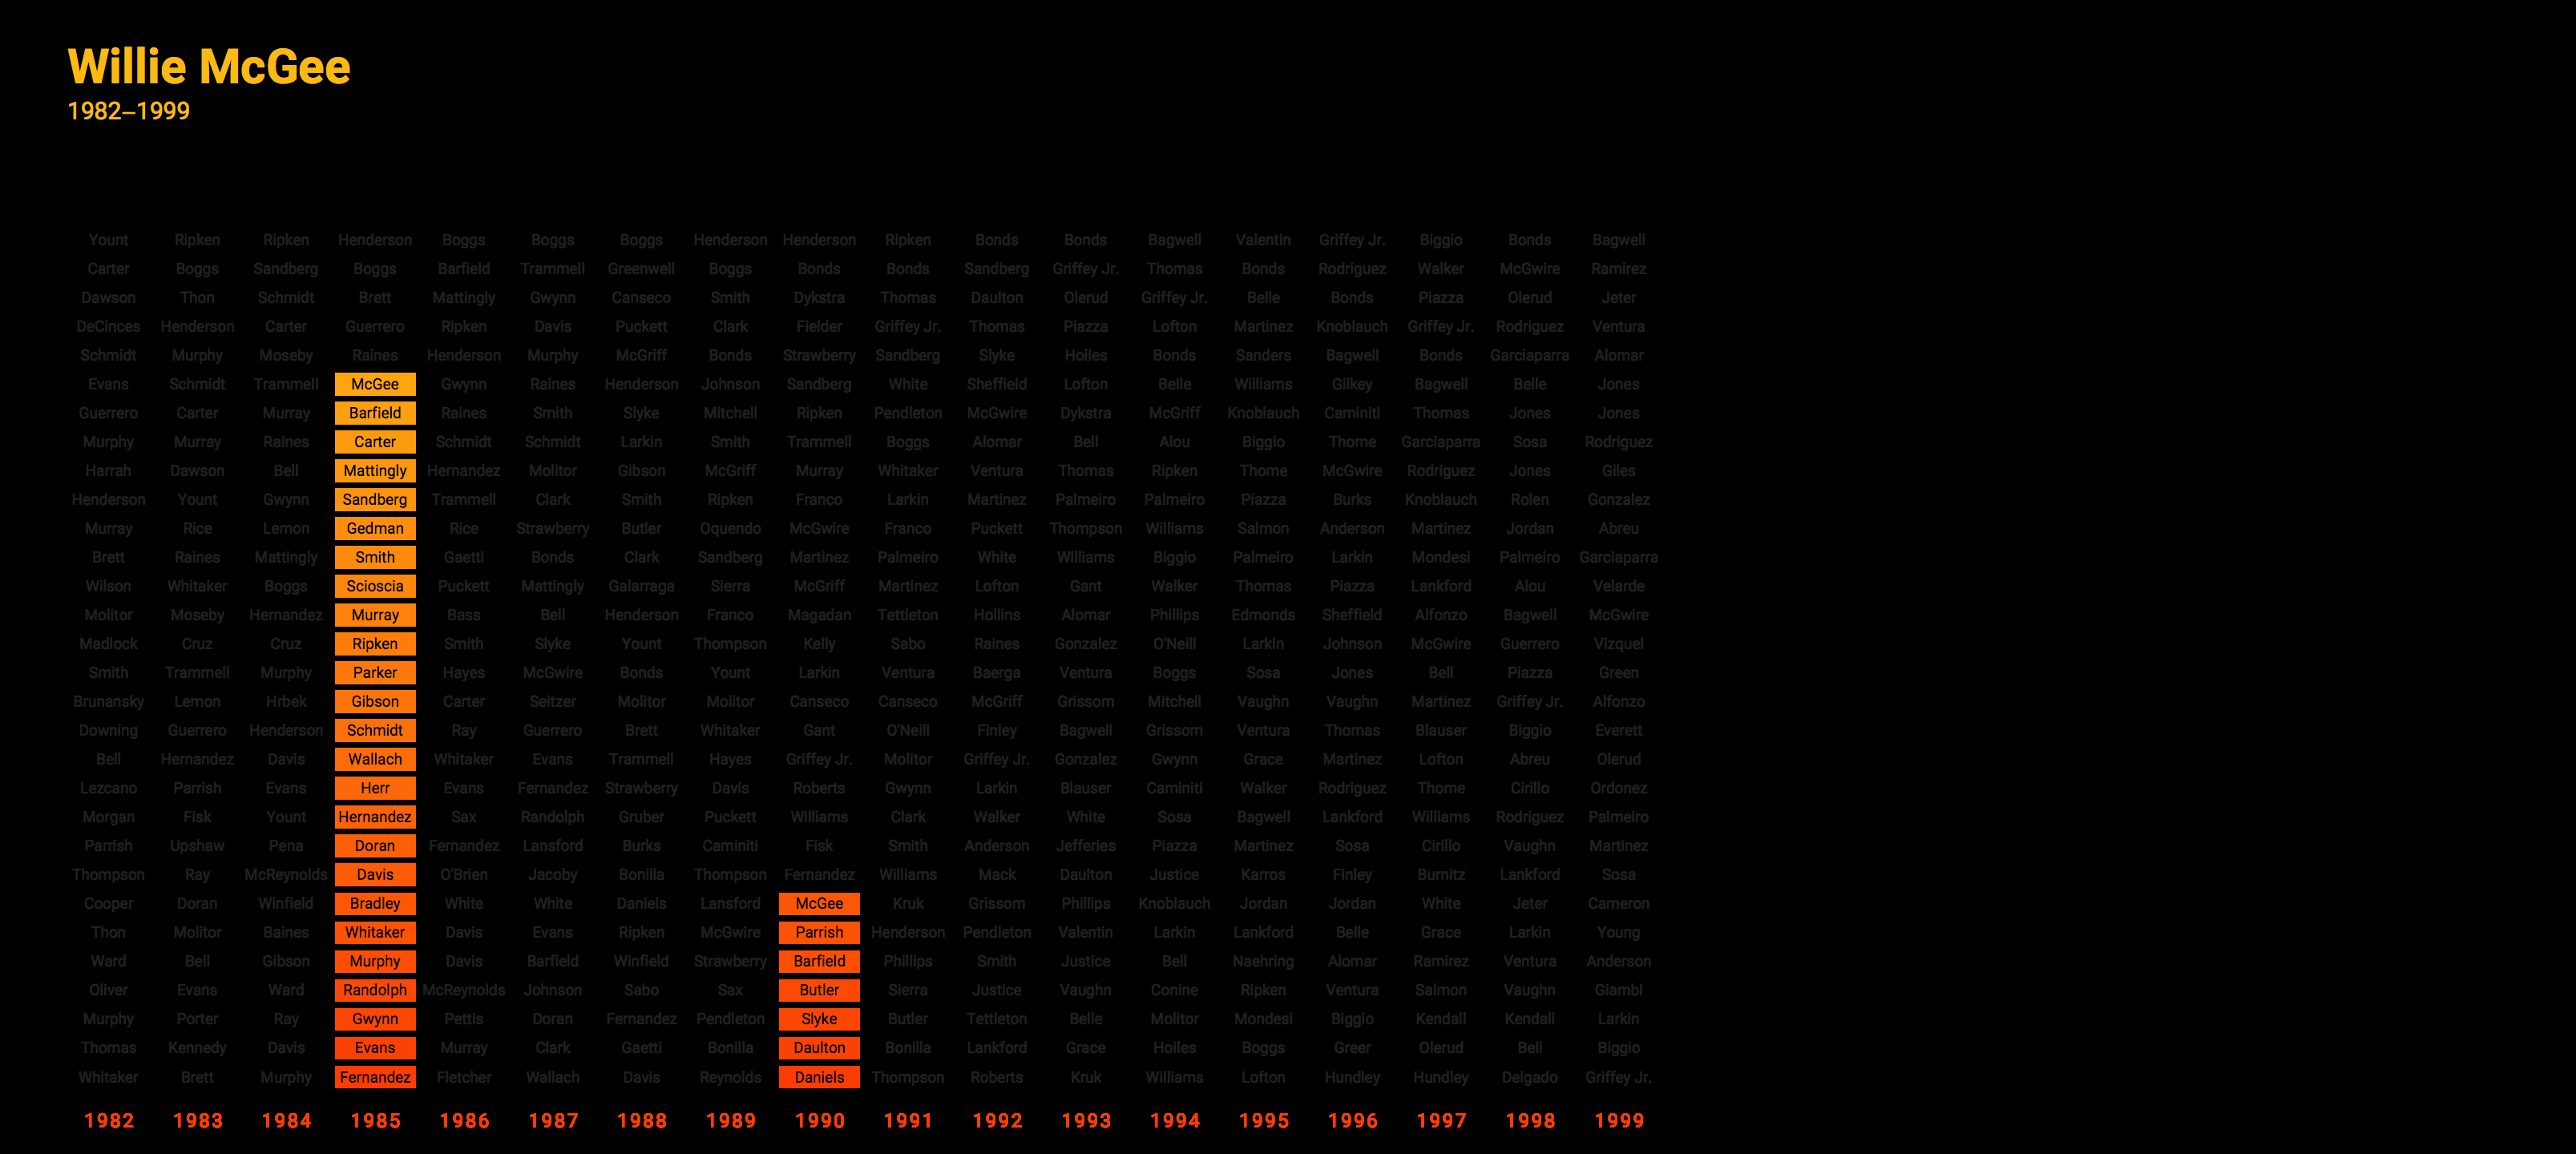 Willie McGee
1982–1999
Yount Ripken Ripken Henderson Boggs Boggs Boggs Henderson Henderson Ripken Bonds Bonds Bagwell Valentin Griffey Jr. Biggio Bonds Bagwell
Carter Boggs Sandberg Boggs Barfield Trammell Greenwell Boggs Bonds Bonds Sandberg Griffey Jr. Thomas Bonds Rodriguez Walker McGwire Ramirez
Dawson Thon Schmidt Brett Mattingly Gwynn Canseco Smith Dykstra Thomas Daulton Olerud Griffey Jr. Belle Bonds Piazza Olerud Jeter
DeCinces Henderson Carter Guerrero Ripken Davis Puckett Clark Fielder Griffey Jr. Thomas Piazza Lofton Martinez Knoblauch Griffey Jr. Rodriguez Ventura
Schmidt Murphy Moseby Raines Henderson Murphy McGriff Bonds Strawberry Sandberg Slyke Hoiles Bonds Sanders Bagwell Bonds Garciaparra Alomar
Evans Schmidt Trammell McGee Gwynn Raines Henderson Johnson Sandberg White Sheffield Lofton Belle Williams Gilkey Bagwell Belle Jones
Guerrero Carter Murray Barfield Raines Smith Slyke Mitchell Ripken Pendleton McGwire Dykstra McGriff Knoblauch Caminiti Thomas Jones Jones
Murphy Murray Raines Carter Schmidt Schmidt Larkin Smith Trammell Boggs Alomar Bell Alou Biggio Thome Garciaparra Sosa Rodriguez
Harrah Dawson Bell Mattingly Hernandez Molitor Gibson McGriff Murray Whitaker Ventura Thomas Ripken Thome McGwire Rodriguez Jones Giles
Henderson Yount Gwynn Sandberg Trammell Clark Smith Ripken Franco Larkin Martinez Palmeiro Palmeiro Piazza Burks Knoblauch Rolen Gonzalez
Murray Rice Lemon Gedman Rice Strawberry Butler Oquendo McGwire Franco Puckett Thompson Williams Salmon Anderson Martinez Jordan Abreu
Brett Raines Mattingly Smith Gaetti Bonds Clark Sandberg Martinez Palmeiro White Williams Biggio Palmeiro Larkin Mondesi Palmeiro Garciaparra
Wilson Whitaker Boggs Scioscia Puckett Mattingly Galarraga Sierra McGriff Martinez Lofton Gant Walker Thomas Piazza Lankford Alou Velarde
Molitor Moseby Hernandez Murray Bass Bell Henderson Franco Magadan Tettleton Hollins Alomar Phillips Edmonds Sheffield Alfonzo Bagwell McGwire
Madlock Cruz Cruz Ripken Smith Slyke Yount Thompson Kelly Sabo Raines Gonzalez O'Neill Larkin Johnson McGwire Guerrero Vizquel
Smith Trammell Murphy Parker Hayes McGwire Bonds Yount Larkin Ventura Baerga Ventura Boggs Sosa Jones Bell Piazza Green
Brunansky Lemon Hrbek Gibson Carter Seitzer Molitor Molitor Canseco Canseco McGriff Grissom Mitchell Vaughn Vaughn Martinez Griffey Jr. Alfonzo
Downing Guerrero Henderson Schmidt Ray Guerrero Brett Whitaker Gant O'Neill Finley Bagwell Grissom Ventura Thomas Blauser Biggio Everett
Bell Hernandez Davis Wallach Whitaker Evans Trammell Hayes Griffey Jr. Molitor Griffey Jr. Gonzalez Gwynn Grace Martinez Lofton Abreu Olerud
Lezcano Parrish Evans Herr Evans Fernandez Strawberry Davis Roberts Gwynn Larkin Blauser Caminiti Walker Rodriguez Thome Cirillo Ordonez
Morgan Fisk Yount Hernandez Sax Randolph Gruber Puckett Williams Clark Walker White Sosa Bagwell Lankford Williams Rodriguez Palmeiro
Parrish Upshaw Pena Doran Fernandez Lansford Burks Caminiti Fisk Smith Anderson Jefferies Piazza Martinez Sosa Cirillo Vaughn Martinez
Thompson Ray McReynolds Davis O'Brien Jacoby Bonilla Thompson Fernandez Williams Mack Daulton Justice Karros Finley Burnitz Lankford Sosa
Cooper Doran Winfield Bradley White White Daniels Lansford McGee Kruk Grissom Phillips Knoblauch Jordan Jordan White Jeter Cameron
Thon Molitor Baines Whitaker Davis Evans Ripken McGwire Parrish Henderson Pendleton Valentin Larkin Lankford Belle Grace Larkin Young
Ward Bell Gibson Murphy Davis Barfield Winfield Strawberry Barfield Phillips Smith Justice Bell Naehring Alomar Ramirez Ventura Anderson
Oliver Evans Ward Randolph McReynolds Johnson Sabo Sax Butler Sierra Justice Vaughn Conine Ripken Ventura Salmon Vaughn Giambi
Murphy Porter Ray Gwynn Pettis Doran Fernandez Pendleton Slyke Butler Tettleton Belle Molitor Mondesi Biggio Kendall Kendall Larkin
Thomas Kennedy Davis Evans Murray Clark Gaetti Bonilla Daulton Bonilla Lankford Grace Hoiles Boggs Greer Olerud Bell Biggio
Whitaker Brett Murphy Fernandez Fletcher Wallach Davis Reynolds Daniels Thompson Roberts Kruk Williams Lofton Hundley Hundley Delgado Griffey Jr.
1982 1983 1984 1985 1986 1987 1988 1989 1990 1991 1992 1993 1994 1995 1996 1997 1998 1999